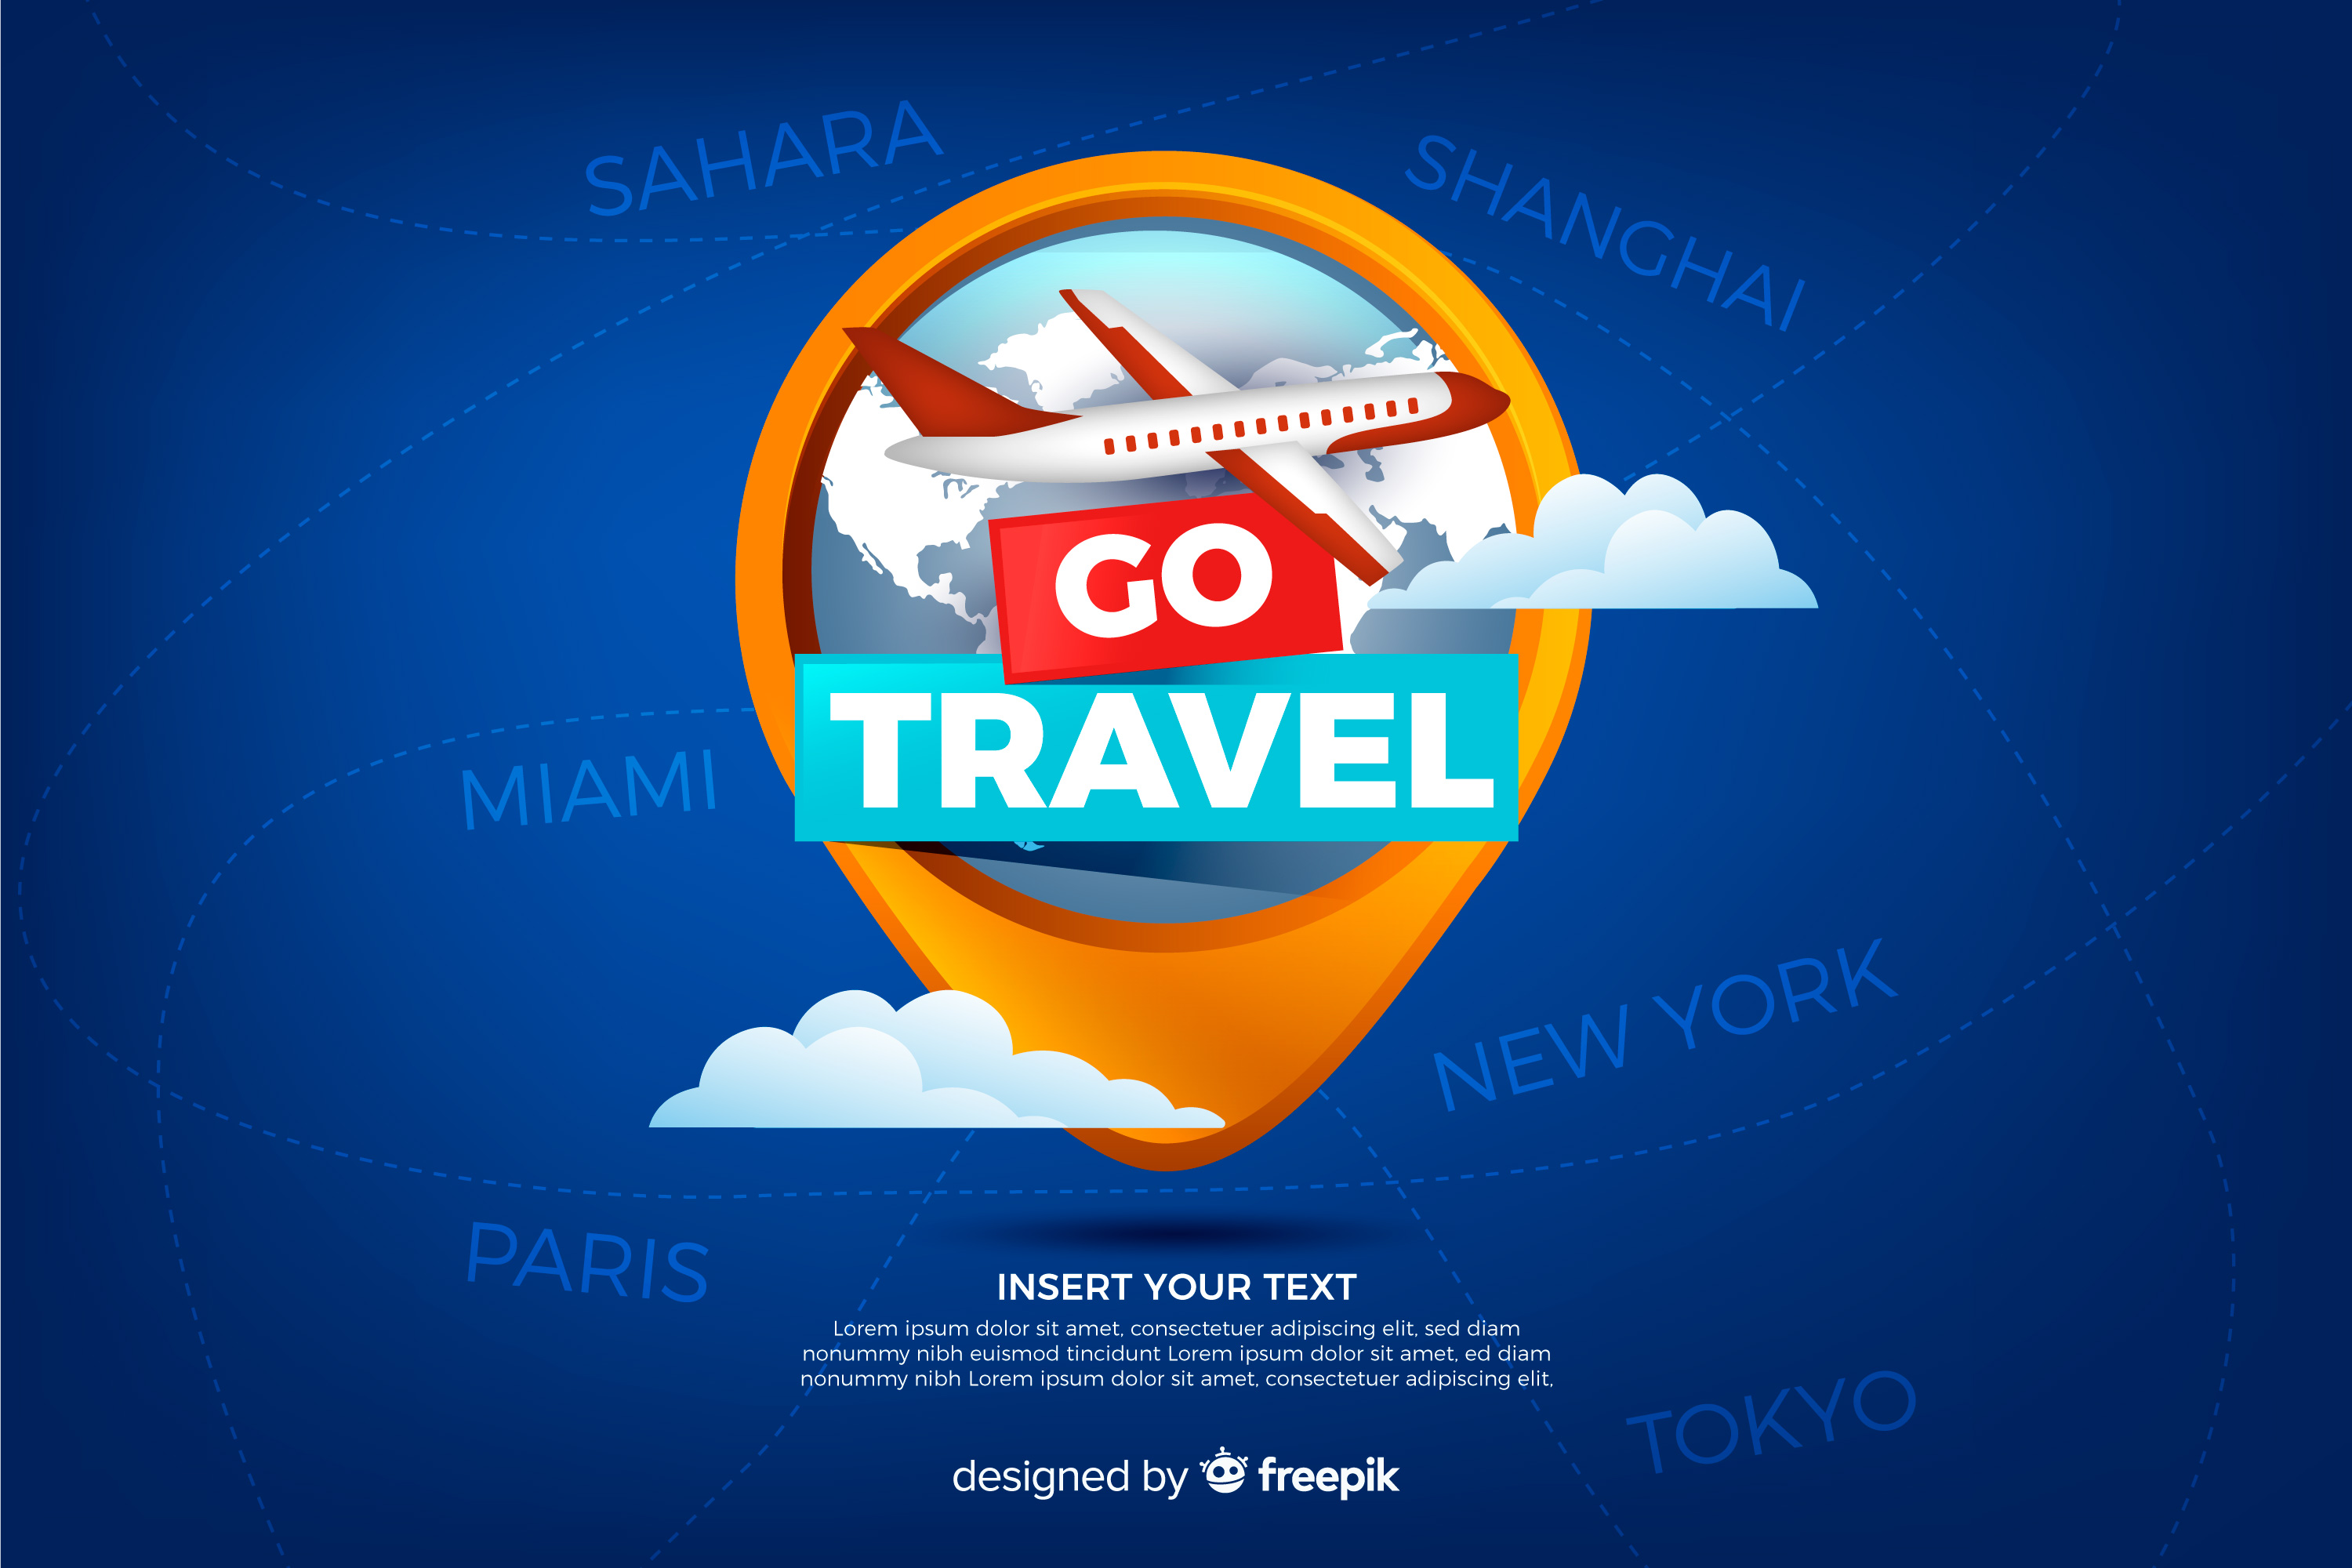 SAHARA
SHANGHAI
GO
TRAVEL
MIAMI
NEW YORK
PARIS
INSERT YOUR TEXT
Lorem ipsum dolor sit amet, consectetuer adipiscing elit, sed diam
nonummy nibh euismod tincidunt Lorem ipsum dolor sit amet, ed diam
nonummy nibh Lorem ipsum dolor sit amet, consectetuer adipiscing elit,
TOKYO
designed by freepik